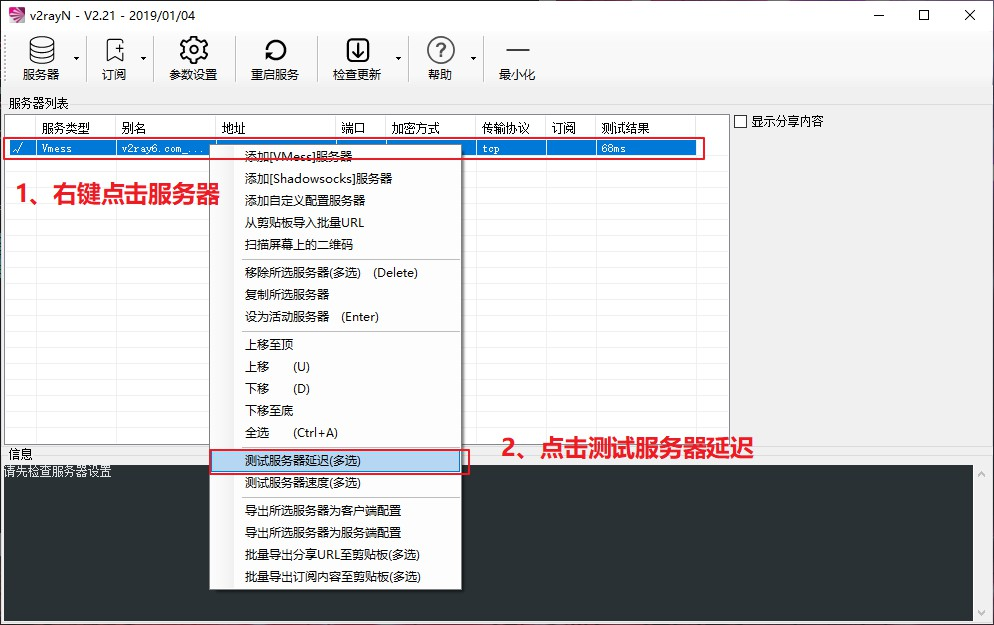 v2rayN - V2.21 - 2019/01/04
服务器 订阅 参数设置 重启服务 检查更新 帮助 最小化
服务器列表
服务类型 别名 地址 端口 加密方式 传输协议 订阅 测试结果
显示分享内容
✓ Vmess v2ray6.com_... tcp 68ms
1、右键点击服务器
添加[VMess]服务器
添加[Shadowsocks]服务器
添加自定义配置服务器
从剪贴板导入批量URL
扫描屏幕上的二维码
移除所选服务器(多选) (Delete)
复制所选服务器
设为活动服务器 (Enter)
上移至顶
上移 (U)
下移 (D)
下移至底
全选 (Ctrl+A)
测试服务器延迟(多选)
2、点击测试服务器延迟
测试服务器速度(多选)
导出所选服务器为客户端配置
导出所选服务器为服务端配置
批量导出分享URL至剪贴板(多选)
批量导出订阅内容至剪贴板(多选)
信息
请先检查服务器设置